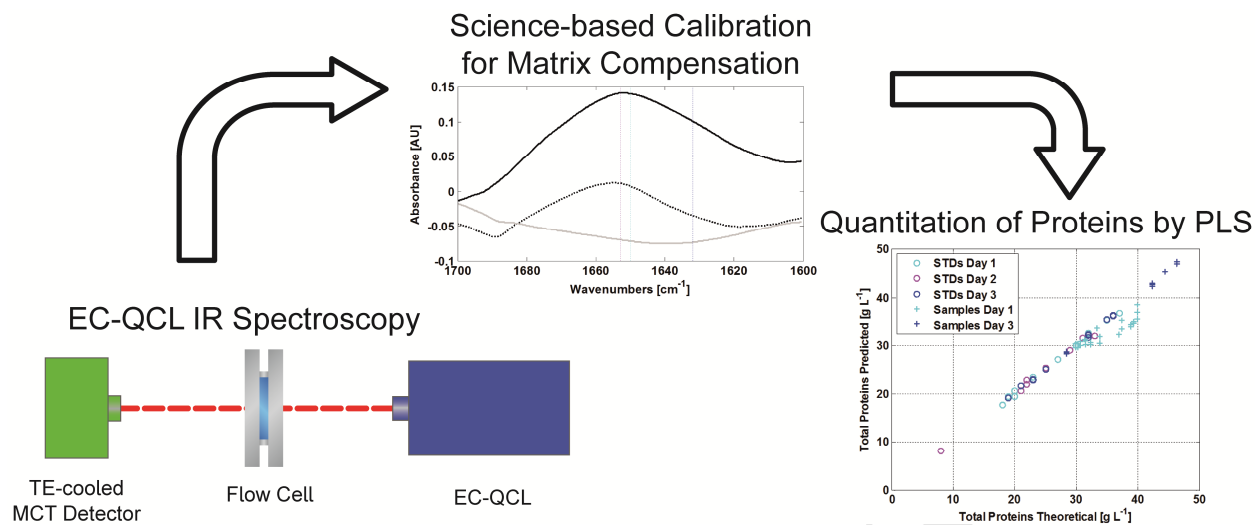 Science-based Calibration
for Matrix Compensation
0.15
0.1
0.05
0
-0.05
-0.1
Absorbance [AU]
1700 1680 1660 1640 1620 1600
Wavenumbers [cm-1]
EC-QCL IR Spectroscopy
TE-cooled
MCT Detector
Flow Cell
EC-QCL
Quantitation of Proteins by PLS
50
40
30
20
10
0
Total Proteins Predicted [g L-1]
STDs Day 1
STDs Day 2
STDs Day 3
Samples Day 1
Samples Day 3
0 10 20 30 40 50
Total Proteins Theoretical [g L-1]